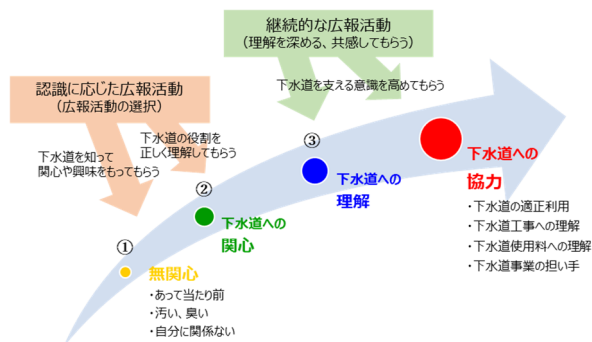 継続的な広報活動
（理解を深める、共感してもらう）
認識に応じた広報活動
（広報活動の選択）
下水道を支える意識を高めてもらう
下水道の役割を
正しく理解してもらう
下水道を知って
関心や興味をもってもらう
③
下水道への
協力
・下水道の適正利用
・下水道工事への理解
・下水道使用料への理解
・下水道事業の担い手
下水道への
理解
②
下水道への
関心
①
無関心
・あって当たり前
・汚い、臭い
・自分に関係ない